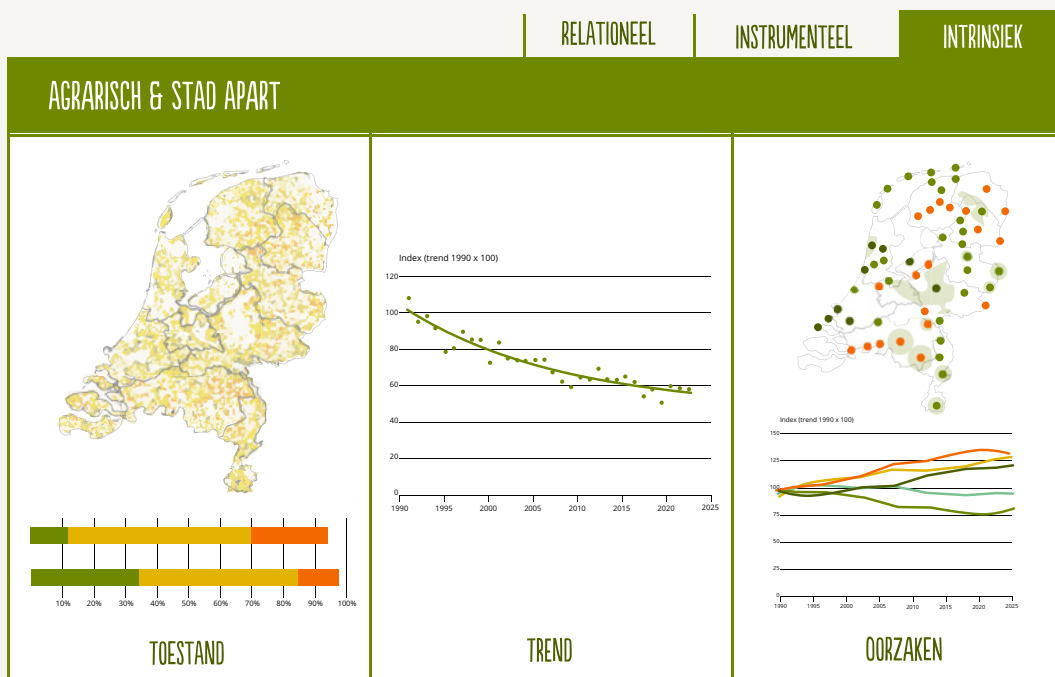 RELATIONEEL
INSTRUMENTEEL
INTRINSIEK
AGRARISCH & STAD APART
10% 20% 30% 40% 50% 60% 70% 80% 90% 100%
TOESTAND
Index (trend 1990 x 100)
120
100
80
60
40
20
0
1990 1995 2000 2005 2010 2015 2020 2025
TREND
Index (trend 1990 x 100)
150
125
100
75
50
25
0
1990 1995 2000 2005 2010 2015 2020 2025
OORZAKEN